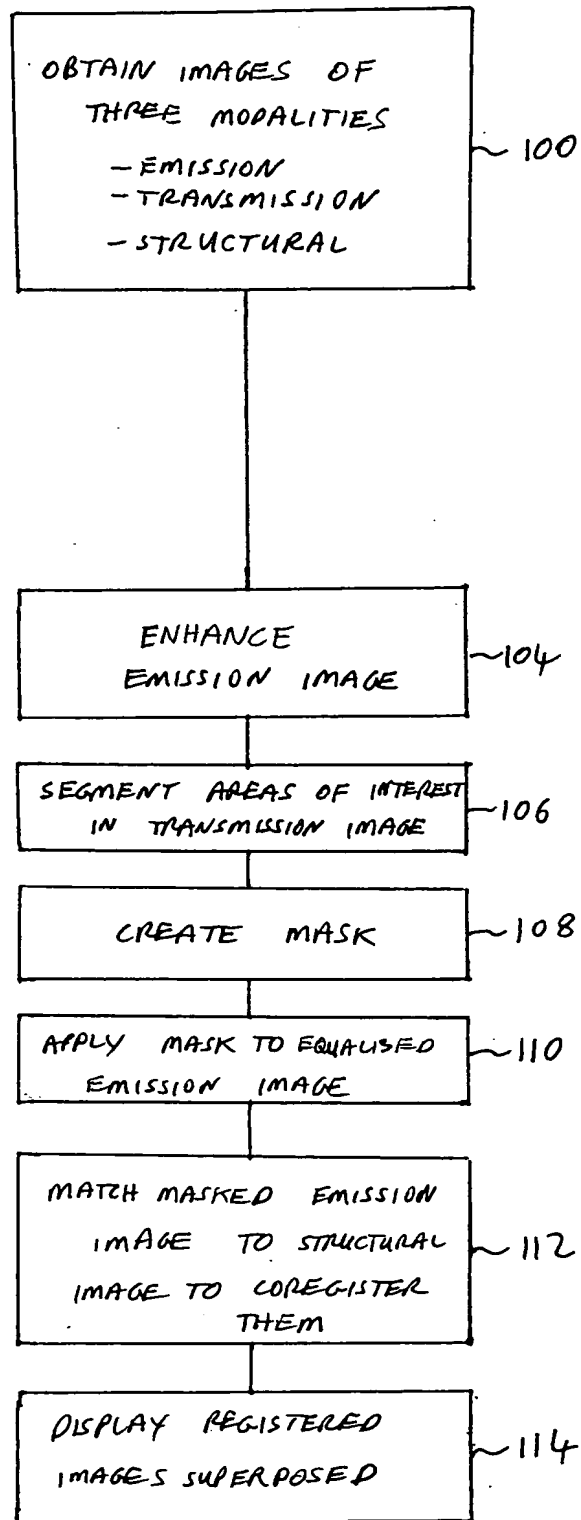 OBTAIN IMAGES OF
THREE MODALITIES
- EMISSION
- TRANSMISSION
- STRUCTURAL
100
ENHANCE
EMISSION IMAGE
104
SEGMENT AREAS OF INTEREST
IN TRANSMISSION IMAGE
106
CREATE MASK
108
APPLY MASK TO EQUALISED
EMISSION IMAGE
110
MATCH MASKED EMISSION
IMAGE TO STRUCTURAL
IMAGE TO COREGISTER
THEM
112
DISPLAY REGISTERED
IMAGES SUPERPOSED
114